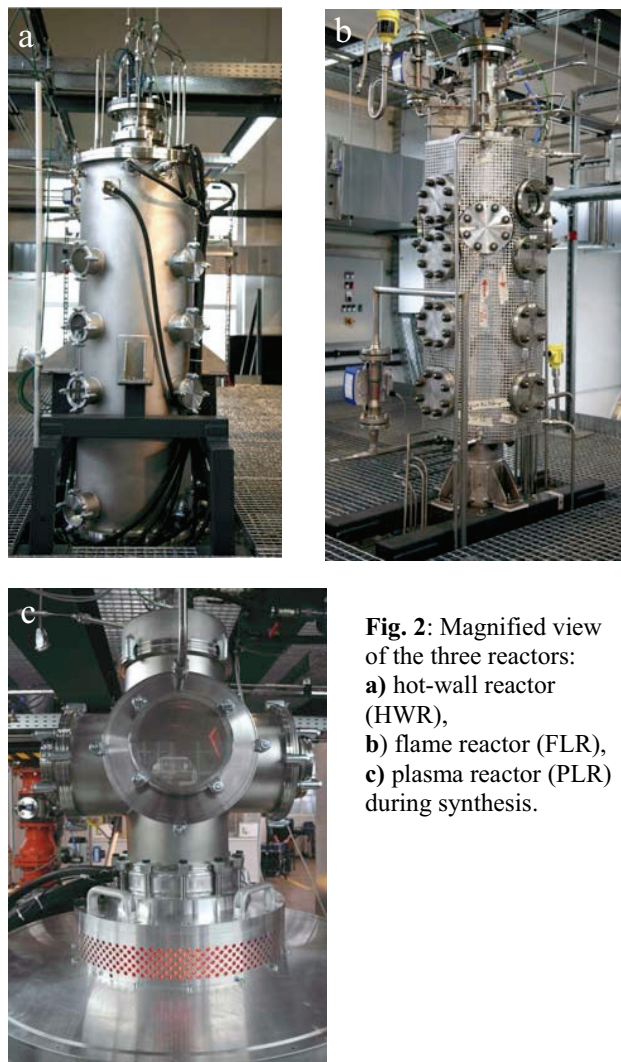 a
b
c
Fig. 2: Magnified view
of the three reactors:
a) hot-wall reactor
(HWR),
b) flame reactor (FLR),
c) plasma reactor (PLR)
during synthesis.